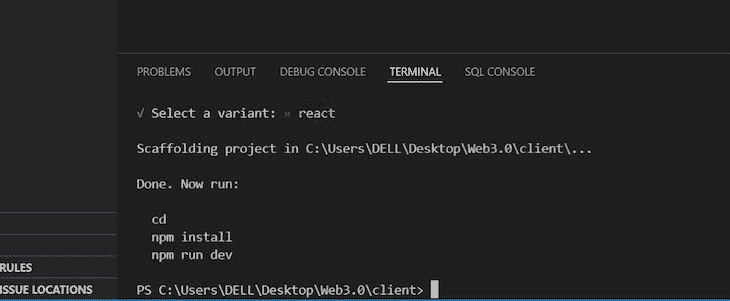 PROBLEMS OUTPUT DEBUG CONSOLE TERMINAL SQL CONSOLE
√ Select a variant: » react
Scaffolding project in C:\Users\DELL\Desktop\Web3.0\client\...
Done. Now run:
cd
npm install
npm run dev
RULES
ISSUE LOCATIONS
PS C:\Users\DELL\Desktop\Web3.0\client>